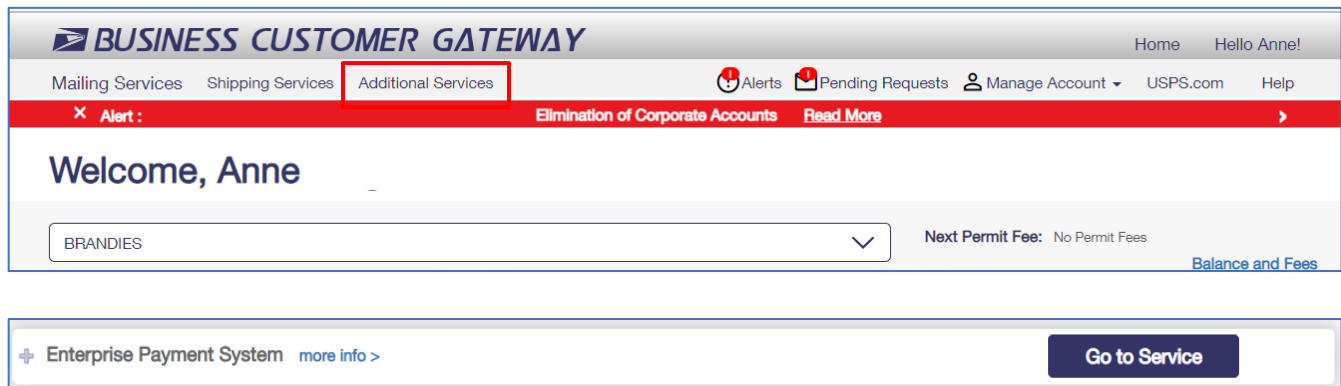 BUSINESS CUSTOMER GATEWAY
Home Hello Anne!
Mailing Services Shipping Services Additional Services ! Alerts ! Pending Requests Manage Account USPS.com Help
× Alert : Elimination of Corporate Accounts Read More >
Welcome, Anne
BRANDIES Next Permit Fee: No Permit Fees
Balance and Fees
+ Enterprise Payment System more info > Go to Service